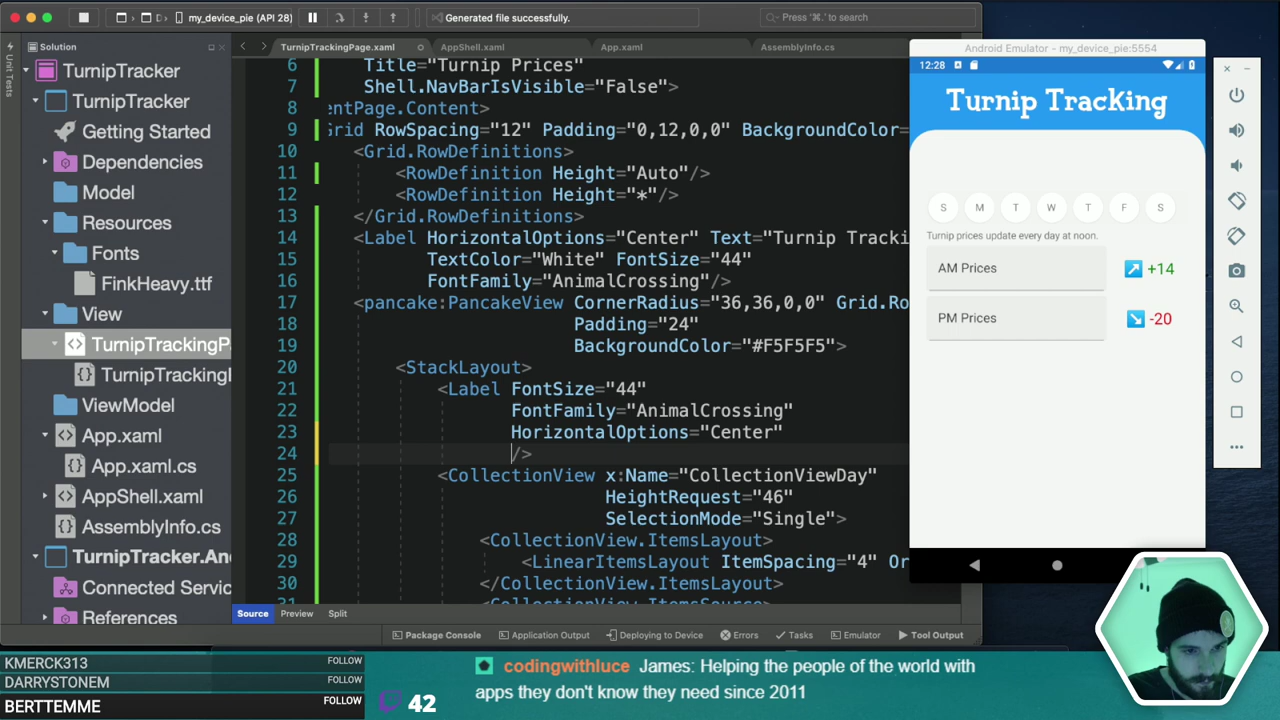 my_device_pie (API 28)
Generated file successfully.
Press '⌘.' to search
Unit Tests
Solution
TurnipTracker
TurnipTracker
Getting Started
Dependencies
Model
Resources
Fonts
FinkHeavy.ttf
View
TurnipTrackingP
TurnipTracking
ViewModel
App.xaml
App.xaml.cs
AppShell.xaml
AssemblyInfo.cs
TurnipTracker.An
Connected Servic
References
TurnipTrackingPage.xaml
AppShell.xaml
App.xaml
AssemblyInfo.cs
6 Title="Turnip Prices"
7 Shell.NavBarIsVisible="False">
8 entPage.Content>
9 Grid RowSpacing="12" Padding="0,12,0,0" BackgroundColor=
10 <Grid.RowDefinitions>
11 <RowDefinition Height="Auto"/>
12 <RowDefinition Height="*"/>
13 </Grid.RowDefinitions>
14 <Label HorizontalOptions="Center" Text="Turnip Tracki
15 TextColor="White" FontSize="44"
16 FontFamily="AnimalCrossing"/>
17 <pancake:PancakeView CornerRadius="36,36,0,0" Grid.Ro
18 Padding="24"
19 BackgroundColor="#F5F5F5">
20 <StackLayout>
21 <Label FontSize="44"
22 FontFamily="AnimalCrossing"
23 HorizontalOptions="Center"
24 />
25 <CollectionView x:Name="CollectionViewDay"
26 HeightRequest="46"
27 SelectionMode="Single">
28 <CollectionView.ItemsLayout>
29 <LinearItemsLayout ItemSpacing="4" Or
30 </CollectionView.ItemsLayout>
31 <CollectionView.ItemsSource>
Source
Preview
Split
Package Console
Application Output
Deploying to Device
Errors
Tasks
Emulator
Tool Output
Android Emulator - my_device_pie:5554
12:28
Turnip Tracking
S M T W T F S
Turnip prices update every day at noon.
AM Prices
+14
PM Prices
-20
KMERCK313 FOLLOW
DARRYSTONEM FOLLOW
BERTTEMME FOLLOW
42
codingwithluce James: Helping the people of the world with
apps they don't know they need since 2011